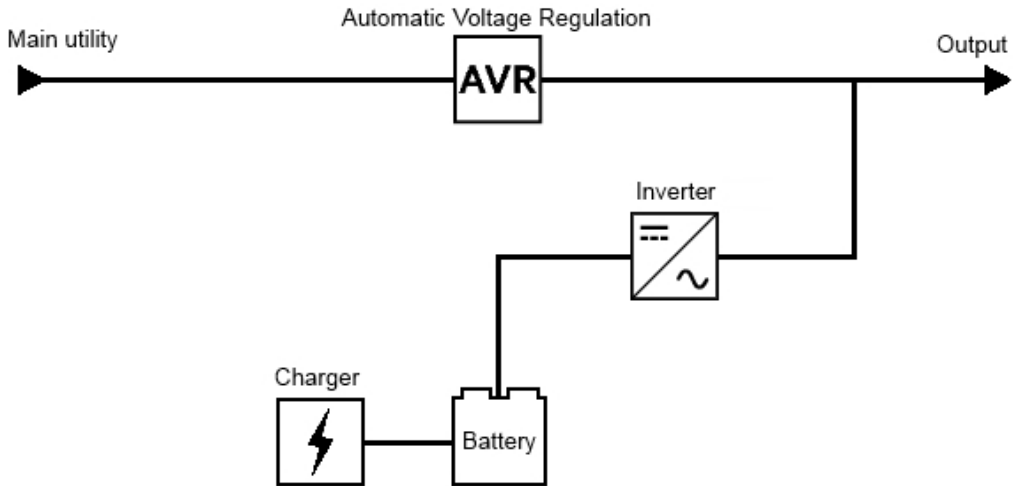 Automatic Voltage Regulation
Main utility
Output
AVR
Inverter
Charger
Battery